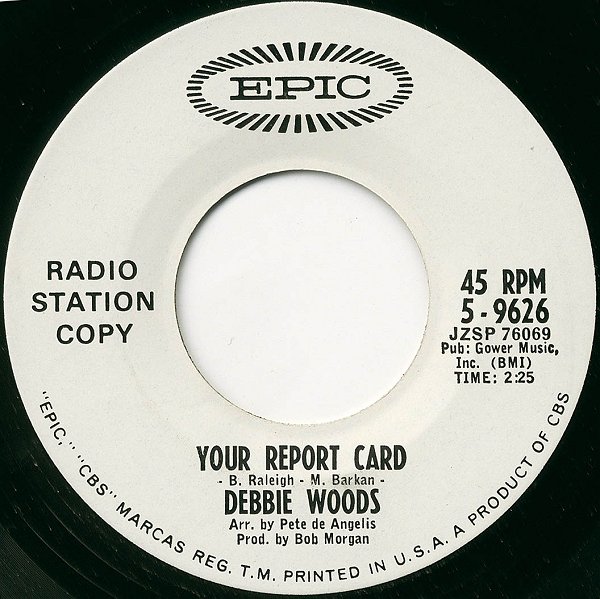 EPIC
RADIO
STATION
COPY
45 RPM
5-9626
JZSP 76069
Pub: Gower Music,
Inc. (BMI)
TIME: 2:25
YOUR REPORT CARD
- B. Raleigh - M. Barkan -
DEBBIE WOODS
Arr. by Pete de Angelis
Prod. by Bob Morgan
"EPIC," "CBS" MARCAS REG. T.M. PRINTED IN U.S.A. A PRODUCT OF CBS